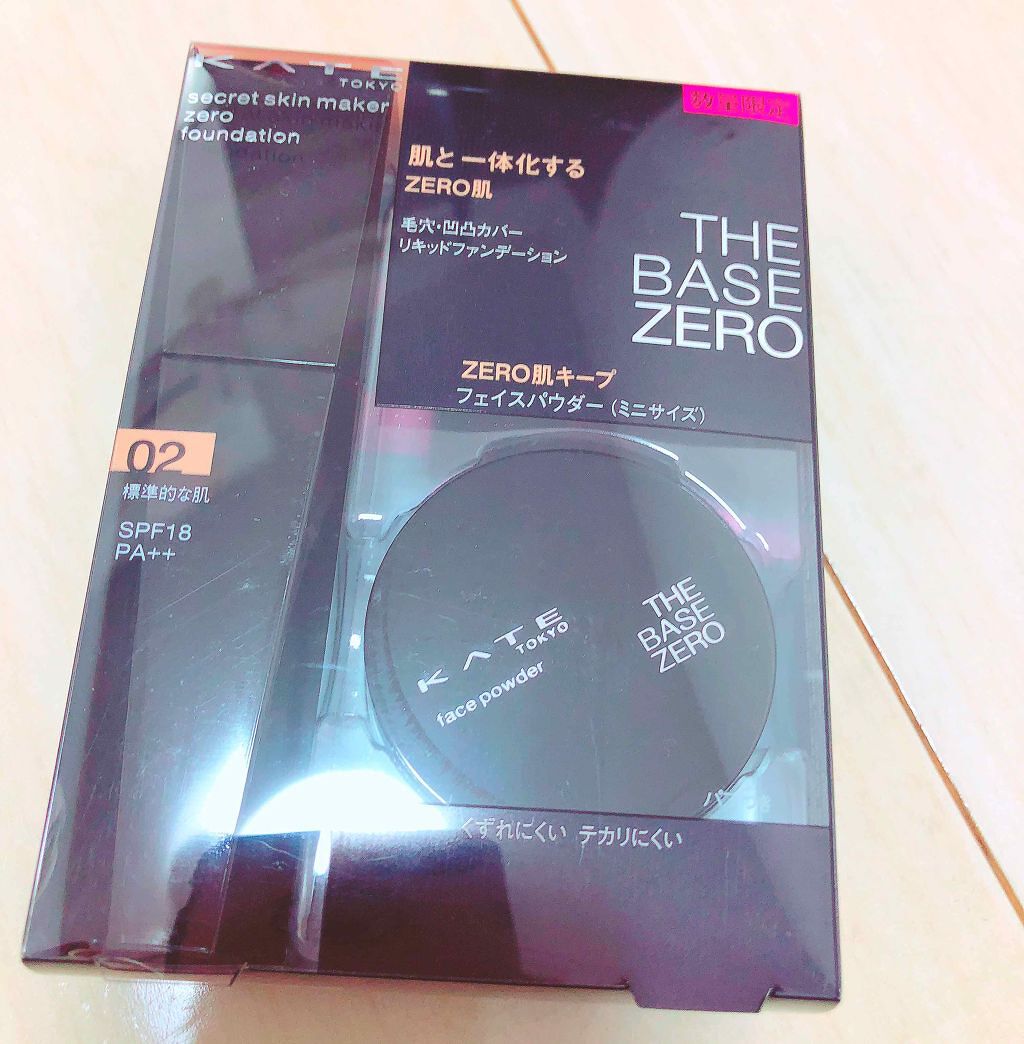 KATE
TOKYO
secret skin maker
zero
foundation
数量限定
肌と一体化する
ZERO肌
毛穴・凹凸カバー
リキッドファンデーション
THE
BASE
ZERO
ZERO肌キープ
フェイスパウダー（ミニサイズ）
02
標準的な肌
SPF18
PA++
KATE
TOKYO
face powder
THE
BASE
ZERO
くずれにくい テカリにくい